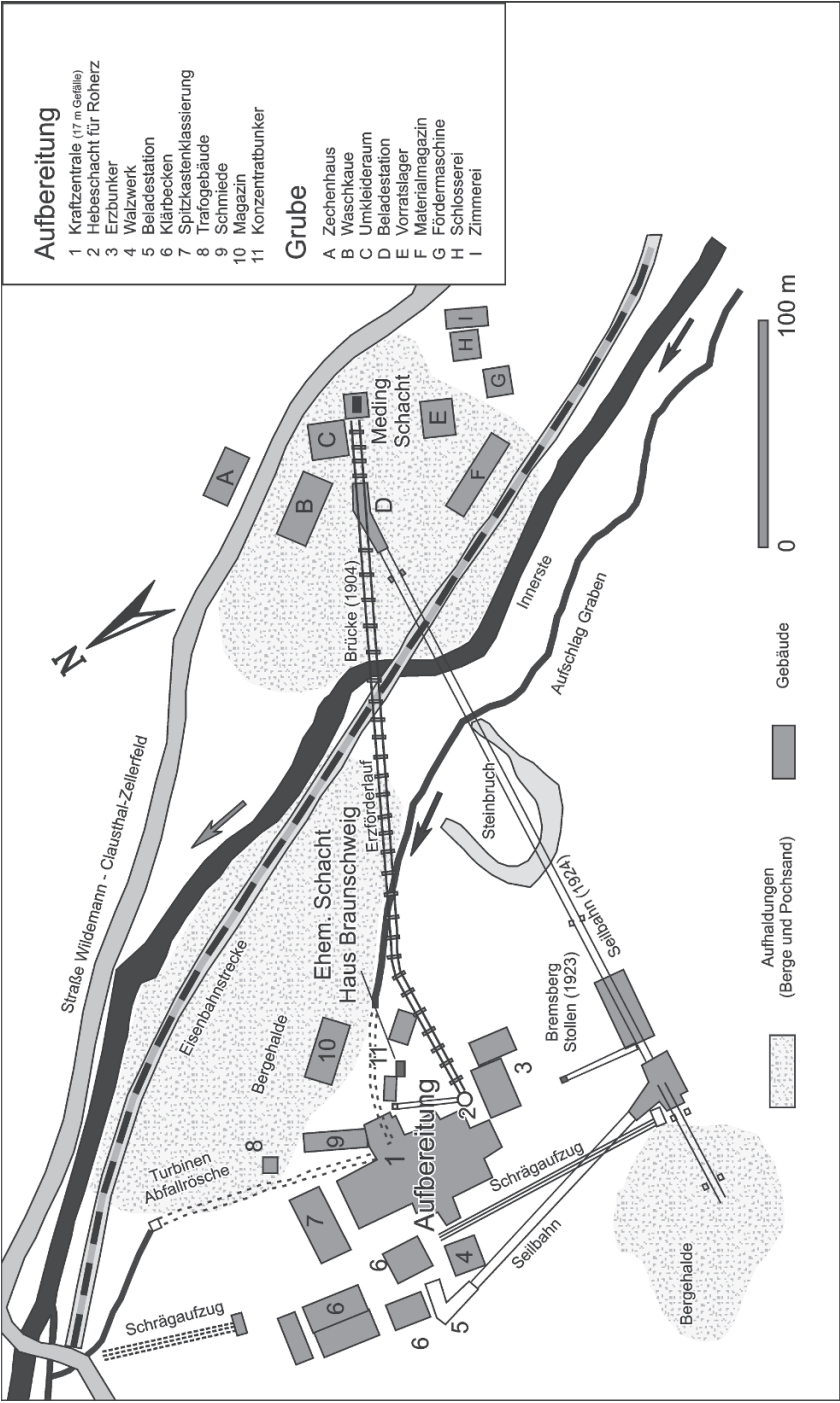 Aufbereitung
1 Kraftzentrale (17 m Gefälle)
2 Hebeschacht für Roherz
3 Erzbunker
4 Walzwerk
5 Beladestation
6 Klärbecken
7 Spitzkastenklassierung
8 Trafogebäude
9 Schmiede
10 Magazin
11 Konzentratbunker
Grube
A Zechenhaus
B Waschkaue
C Umkleideraum
D Beladestation
E Vorratslager
F Materialmagazin
G Fördermaschine
H Schlosserei
I Zimmerei
N
Straße Wildemann - Clausthal-Zellerfeld
A
B
C
D
E
F
G
H
I
Meding
Schacht
Brücke (1904)
Innerste
Aufschlag Graben
Eisenbahnstrecke
Erzförderlauf
Ehem. Schacht
Haus Braunschweig
Steinbruch
Seilbahn (1924)
Bergehalde
Bremsberg
Stollen (1923)
10
11
Turbinen
Abfallrösche
8
9
1
2
3
Aufbereitung
7
Schrägaufzug
6
4
Seilbahn
6
6
5
Schrägaufzug
Bergehalde
Aufhaldungen
(Berge und Pochsand)
Gebäude
0
100 m